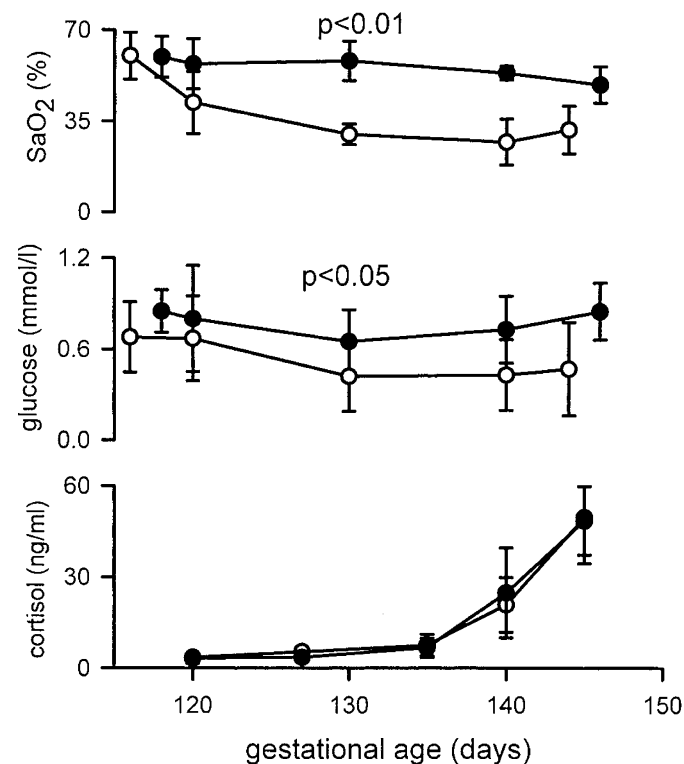 p<0.01
70
35
0
SaO2 (%)
p<0.05
1.2
0.6
0.0
glucose (mmol/l)
60
30
0
cortisol (ng/ml)
120 130 140 150
gestational age (days)